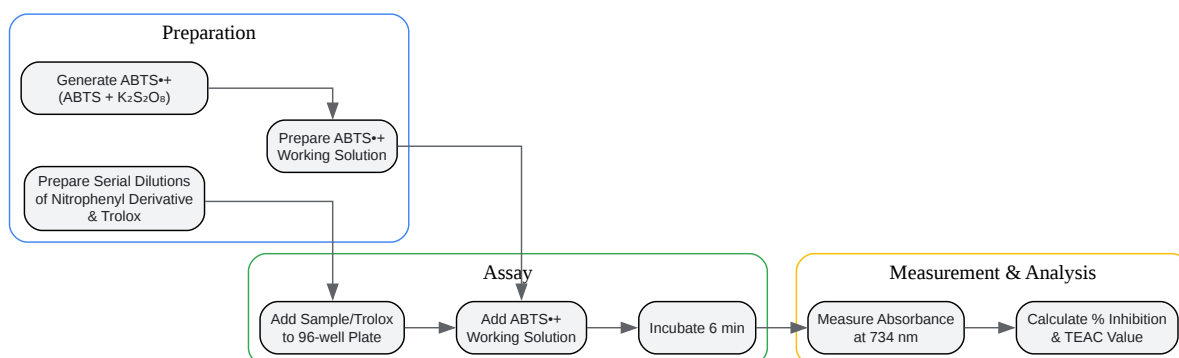 Preparation
Generate ABTS•+
(ABTS + K₂S₂O₈)
Prepare ABTS•+
Working Solution
Prepare Serial Dilutions
of Nitrophenyl Derivative
& Trolox
Assay
Add Sample/Trolox
to 96-well Plate
Add ABTS•+
Working Solution
Incubate 6 min
Measurement & Analysis
Measure Absorbance
at 734 nm
Calculate % Inhibition
& TEAC Value